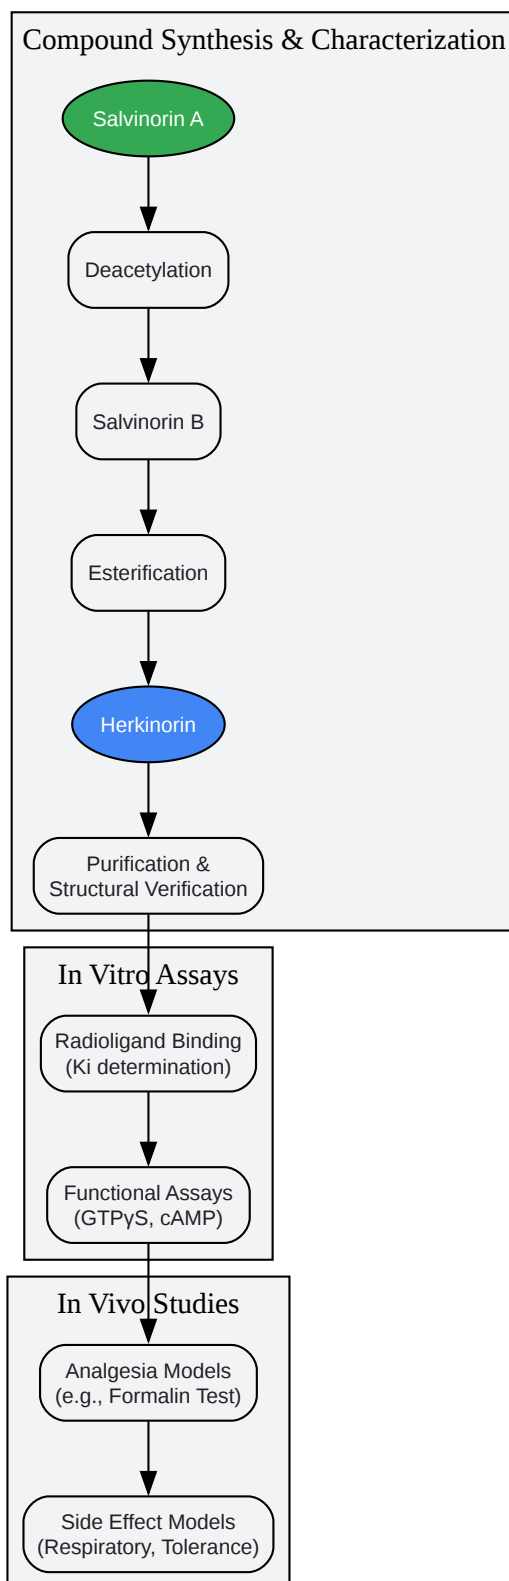 Compound Synthesis & Characterization
Salvinorin A
Deacetylation
Salvinorin B
Esterification
Herkinorin
Purification &
Structural Verification
In Vitro Assays
Radioligand Binding
(Ki determination)
Functional Assays
(GTPγS, cAMP)
In Vivo Studies
Analgesia Models
(e.g., Formalin Test)
Side Effect Models
(Respiratory, Tolerance)